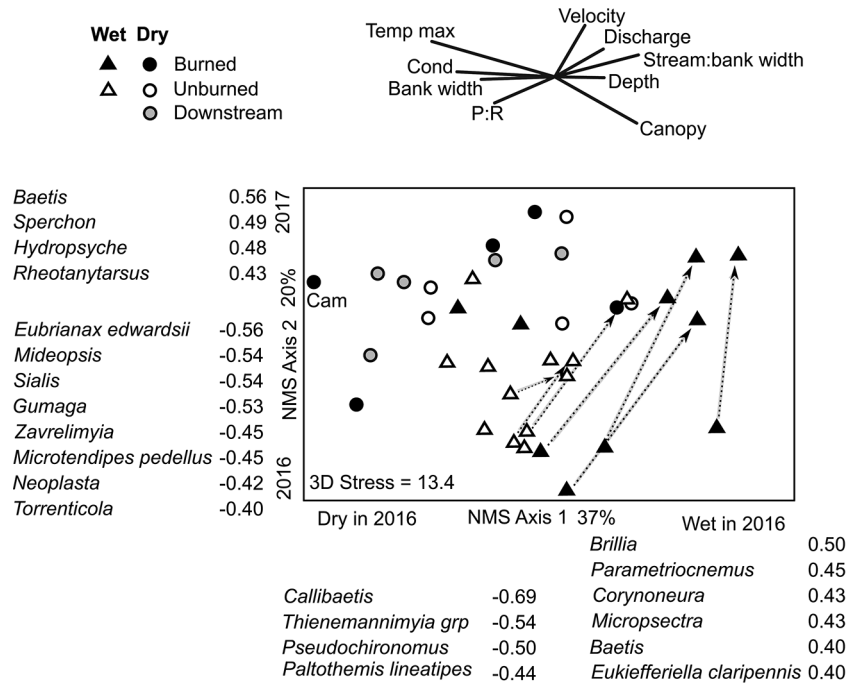 Wet Dry
Burned
Unburned
Downstream
Velocity
Temp max
Discharge
Stream:bank width
Cond
Depth
Bank width
P:R
Canopy
Baetis 0.56
Sperchon 0.49
Hydropsyche 0.48
Rheotanytarsus 0.43
Eubrianax edwardsii -0.56
Mideopsis -0.54
Sialis -0.54
Gumaga -0.53
Zavrelimyia -0.45
Microtendipes pedellus -0.45
Neoplasta -0.42
Torrenticola -0.40
2017
NMS Axis 2 20%
2016
Cam
3D Stress = 13.4
Dry in 2016
NMS Axis 1 37%
Wet in 2016
Callibaetis -0.69
Thienemannimyia grp -0.54
Pseudochironomus -0.50
Paltothemis lineatipes -0.44
Brillia 0.50
Parametriocnemus 0.45
Corynoneura 0.43
Micropsectra 0.43
Baetis 0.40
Eukiefferiella claripennis 0.40